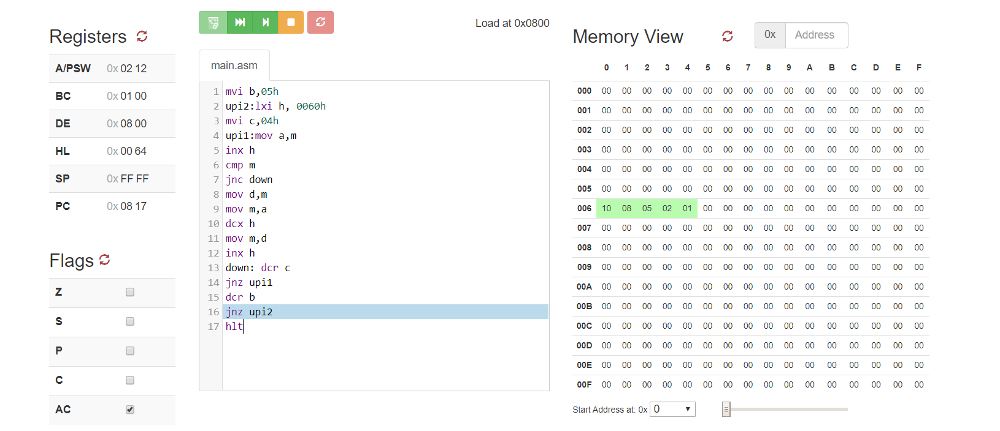 Registers
A/PSW 0x 02 12
BC 0x 01 00
DE 0x 08 00
HL 0x 00 64
SP 0x FF FF
PC 0x 08 17
Flags
Z
S
P
C
AC
Load at 0x0800
main.asm
1 mvi b,05h
2 upi2:lxi h, 0060h
3 mvi c,04h
4 upi1:mov a,m
5 inx h
6 cmp m
7 jnc down
8 mov d,m
9 mov m,a
10 dcx h
11 mov m,d
12 inx h
13 down: dcr c
14 jnz upi1
15 dcr b
16 jnz upi2
17 hlt
Memory View 0x Address
0 1 2 3 4 5 6 7 8 9 A B C D E F
000 00 00 00 00 00 00 00 00 00 00 00 00 00 00 00 00
001 00 00 00 00 00 00 00 00 00 00 00 00 00 00 00 00
002 00 00 00 00 00 00 00 00 00 00 00 00 00 00 00 00
003 00 00 00 00 00 00 00 00 00 00 00 00 00 00 00 00
004 00 00 00 00 00 00 00 00 00 00 00 00 00 00 00 00
005 00 00 00 00 00 00 00 00 00 00 00 00 00 00 00 00
006 10 08 05 02 01 00 00 00 00 00 00 00 00 00 00 00
007 00 00 00 00 00 00 00 00 00 00 00 00 00 00 00 00
008 00 00 00 00 00 00 00 00 00 00 00 00 00 00 00 00
009 00 00 00 00 00 00 00 00 00 00 00 00 00 00 00 00
00A 00 00 00 00 00 00 00 00 00 00 00 00 00 00 00 00
00B 00 00 00 00 00 00 00 00 00 00 00 00 00 00 00 00
00C 00 00 00 00 00 00 00 00 00 00 00 00 00 00 00 00
00D 00 00 00 00 00 00 00 00 00 00 00 00 00 00 00 00
00E 00 00 00 00 00 00 00 00 00 00 00 00 00 00 00 00
00F 00 00 00 00 00 00 00 00 00 00 00 00 00 00 00 00
Start Address at: 0x 0